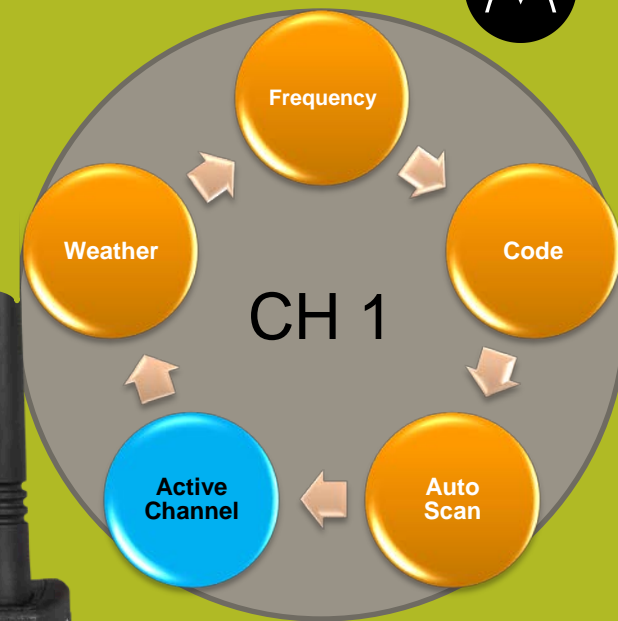 Frequency
Code
Auto
Scan
Active
Channel
Weather
CH 1